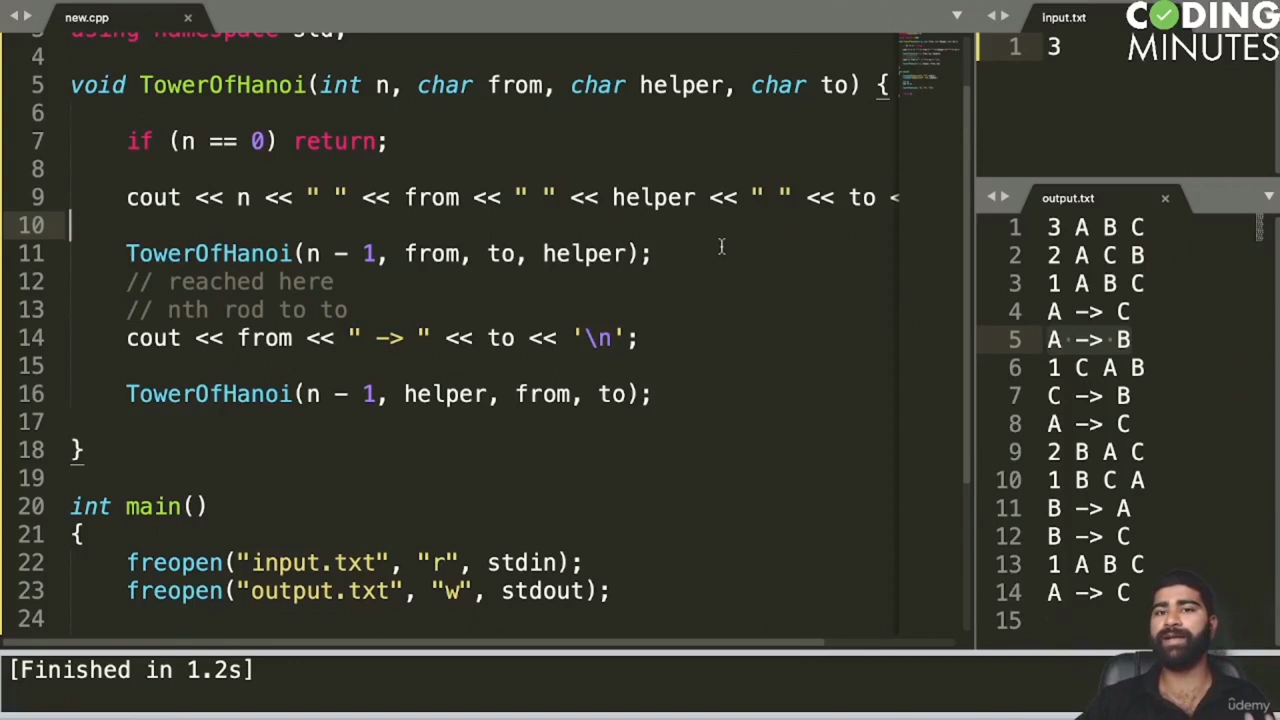 new.cpp
using namespace std;
4
5 void TowerOfHanoi(int n, char from, char helper, char to) {
6
7 if (n == 0) return;
8
9 cout << n << " " << from << " " << helper << " " << to <
10
11 TowerOfHanoi(n - 1, from, to, helper);
12 // reached here
13 // nth rod to to
14 cout << from << " -> " << to << '\n';
15
16 TowerOfHanoi(n - 1, helper, from, to);
17
18 }
19
20 int main()
21 {
22 freopen("input.txt", "r", stdin);
23 freopen("output.txt", "w", stdout);
24
[Finished in 1.2s]
input.txt
1 3
CODING
MINUTES
output.txt
1 3 A B C
2 2 A C B
3 1 A B C
4 A -> C
5 A -> B
6 1 C A B
7 C -> B
8 A -> C
9 2 B A C
10 1 B C A
11 B -> A
12 B -> C
13 1 A B C
14 A -> C
15
ûdemy